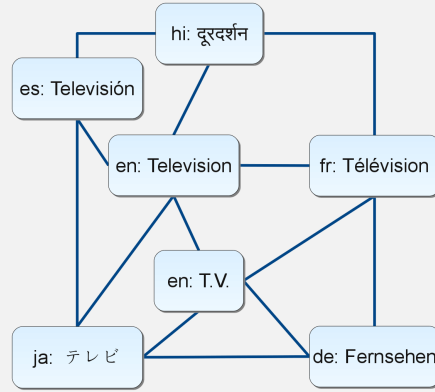 hi: दूरदर्शन
es: Televisión
en: Television
fr: Télévision
en: T.V.
ja: テレビ
de: Fernsehen